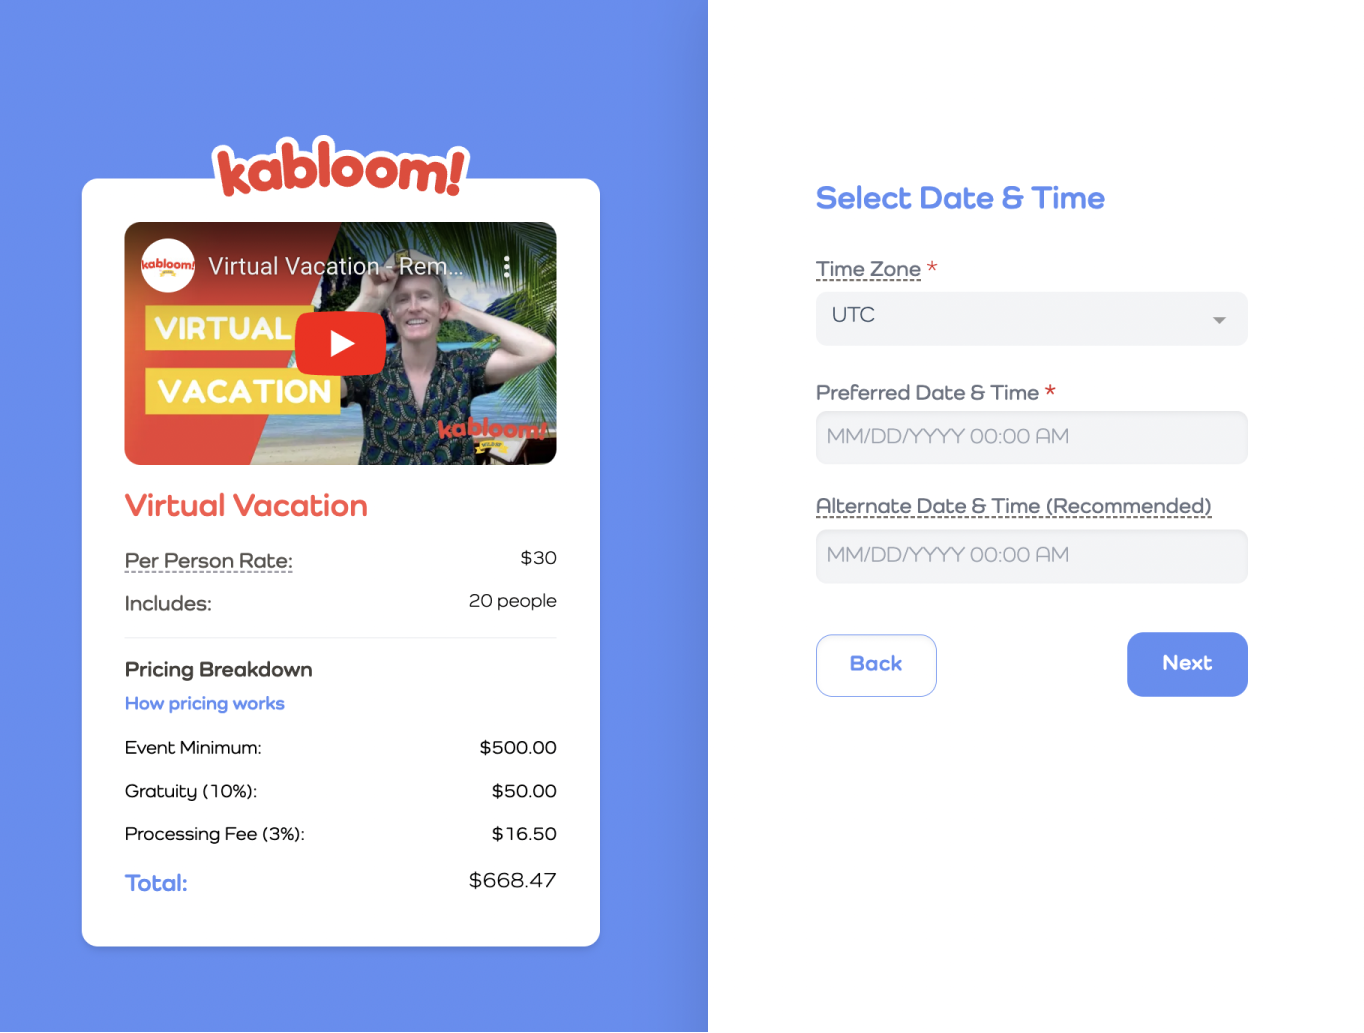 kabloom!
kabloom!
Virtual Vacation - Rem...
VIRTUAL
VACATION
kabloom!
Virtual Vacation
Per Person Rate: $30
Includes: 20 people
Pricing Breakdown
How pricing works
Event Minimum: $500.00
Gratuity (10%): $50.00
Processing Fee (3%): $16.50
Total: $668.47
Select Date & Time
Time Zone *
UTC
Preferred Date & Time *
MM/DD/YYYY 00:00 AM
Alternate Date & Time (Recommended)
MM/DD/YYYY 00:00 AM
Back
Next